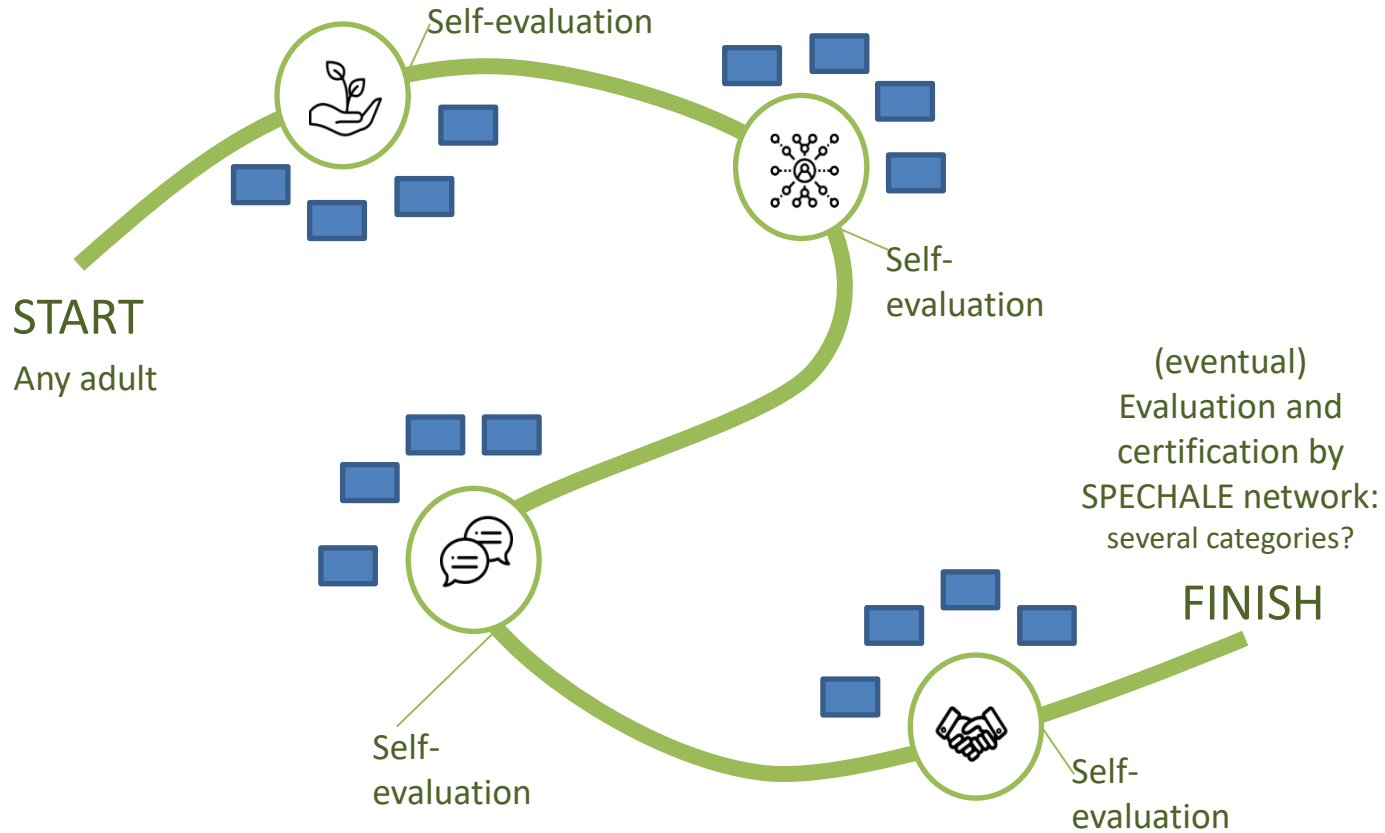 Self-evaluation
START
Any adult
Self-
evaluation
(eventual)
Evaluation and
certification by
SPECHALE network:
several categories?
FINISH
Self-
evaluation
Self-
evaluation